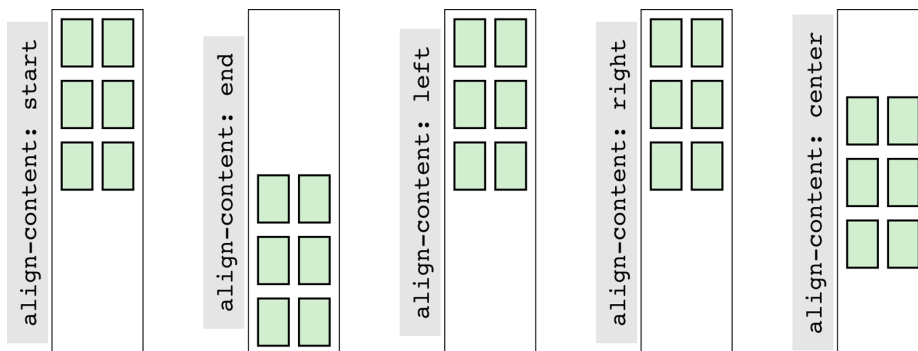 align-content: start
align-content: end
align-content: left
align-content: right
align-content: center